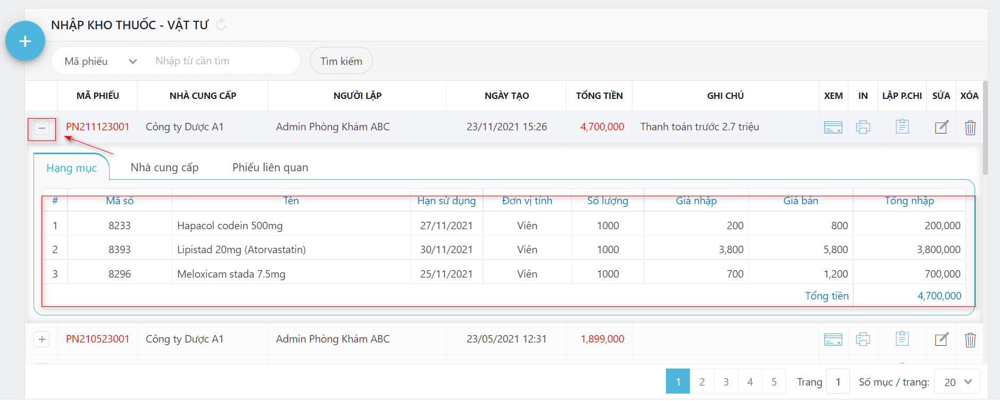 +
NHẬP KHO THUỐC - VẬT TƯ
Mã phiếu Nhập từ cần tìm Tìm kiếm
MÃ PHIẾU NHÀ CUNG CẤP NGƯỜI LẬP NGÀY TẠO TỔNG TIỀN GHI CHÚ XEM IN LẬP P.CHI SỬA XÓA
− PN211123001 Công ty Dược A1 Admin Phòng Khám ABC 23/11/2021 15:26 4,700,000 Thanh toán trước 2.7 triệu
Hạng mục Nhà cung cấp Phiếu liên quan
# Mã số Tên Hạn sử dụng Đơn vị tính Số lượng Giá nhập Giá bán Tổng nhập
1 8233 Hapacol codein 500mg 27/11/2021 Viên 1000 200 800 200,000
2 8393 Lipistad 20mg (Atorvastatin) 30/11/2021 Viên 1000 3,800 5,800 3,800,000
3 8296 Meloxicam stada 7.5mg 25/11/2021 Viên 1000 700 1,200 700,000
Tổng tiền 4,700,000
+ PN210523001 Công ty Dược A1 Admin Phòng Khám ABC 23/05/2021 12:31 1,899,000
1 2 3 4 5 Trang 1 Số mục / trang: 20